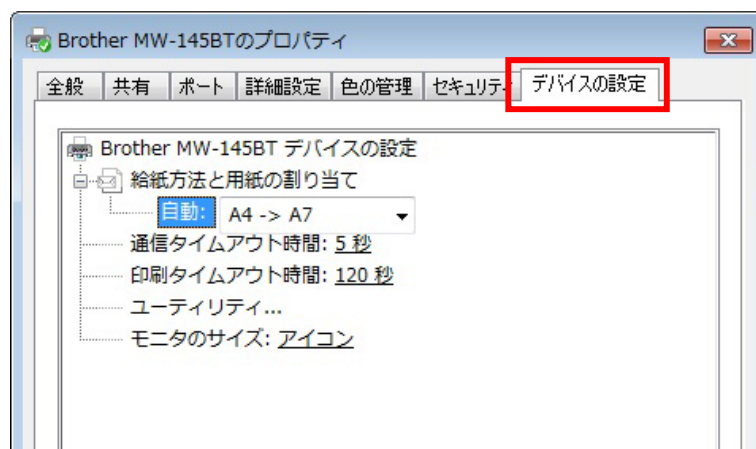 Brother MW-145BTのプロパティ
全般 共有 ポート 詳細設定 色の管理 セキュリティ デバイスの設定
Brother MW-145BT デバイスの設定
給紙方法と用紙の割り当て
自動: A4 -> A7
通信タイムアウト時間: 5 秒
印刷タイムアウト時間: 120 秒
ユーティリティ...
モニタのサイズ: アイコン